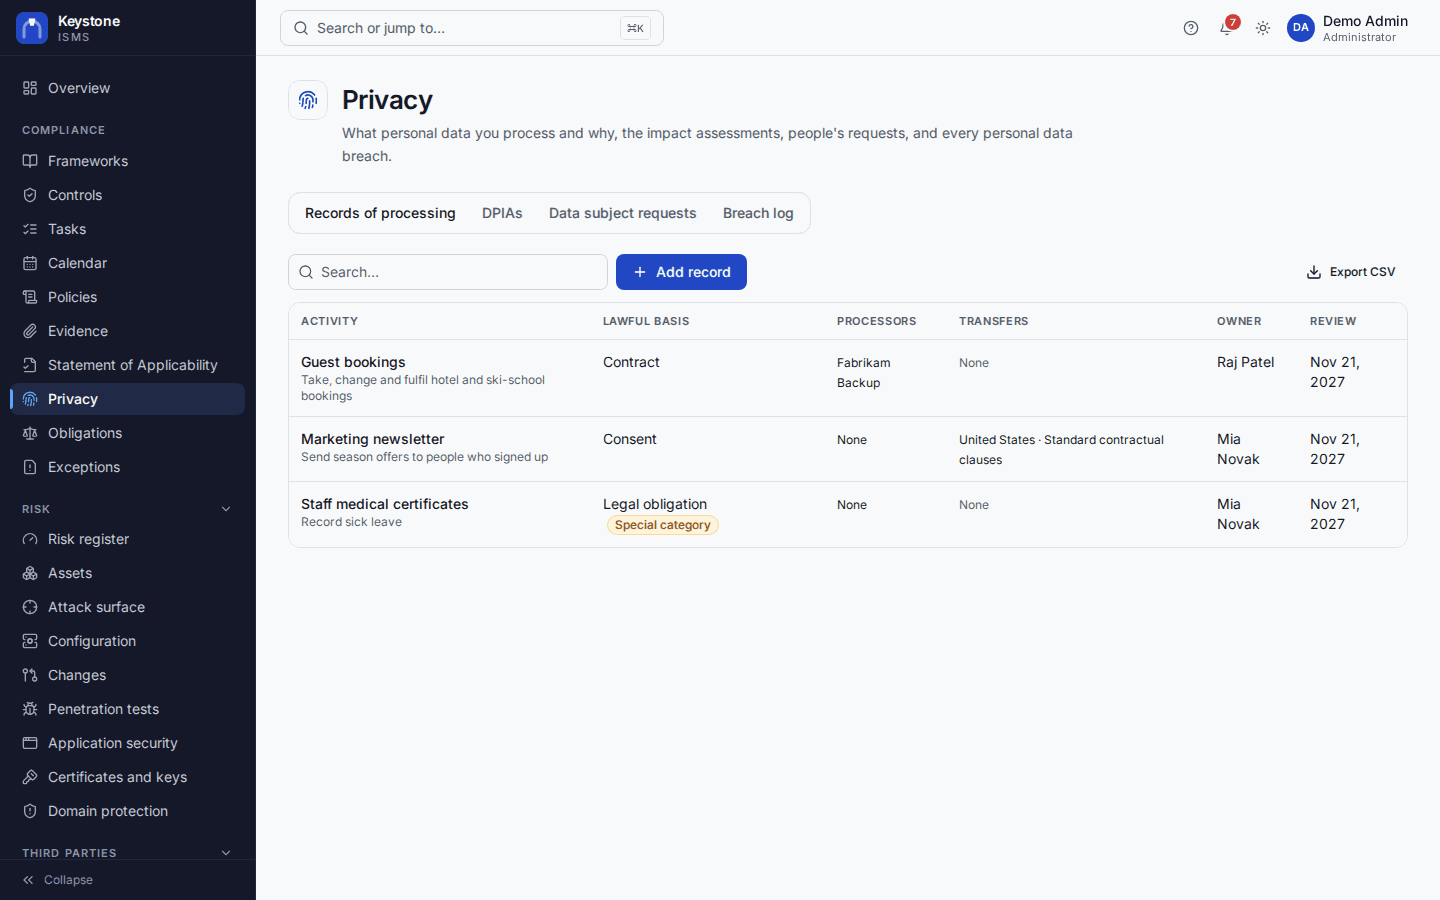 Keystone
ISMS
Search or jump to...
⌘K
7
DA
Demo Admin
Administrator
Overview
COMPLIANCE
Frameworks
Controls
Tasks
Calendar
Policies
Evidence
Statement of Applicability
Privacy
Obligations
Exceptions
RISK
Risk register
Assets
Attack surface
Configuration
Changes
Penetration tests
Application security
Certificates and keys
Domain protection
THIRD PARTIES
Collapse
Privacy
What personal data you process and why, the impact assessments, people's requests, and every personal data
breach.
Records of processing
DPIAs
Data subject requests
Breach log
Search...
Add record
Export CSV
ACTIVITY LAWFUL BASIS PROCESSORS TRANSFERS OWNER REVIEW
Guest bookings Contract Fabrikam None Raj Patel Nov 21,
Take, change and fulfil hotel and ski-school Backup 2027
bookings
Marketing newsletter Consent None United States · Standard contractual Mia Nov 21,
Send season offers to people who signed up clauses Novak 2027
Staff medical certificates Legal obligation None None Mia Nov 21,
Record sick leave Special category Novak 2027